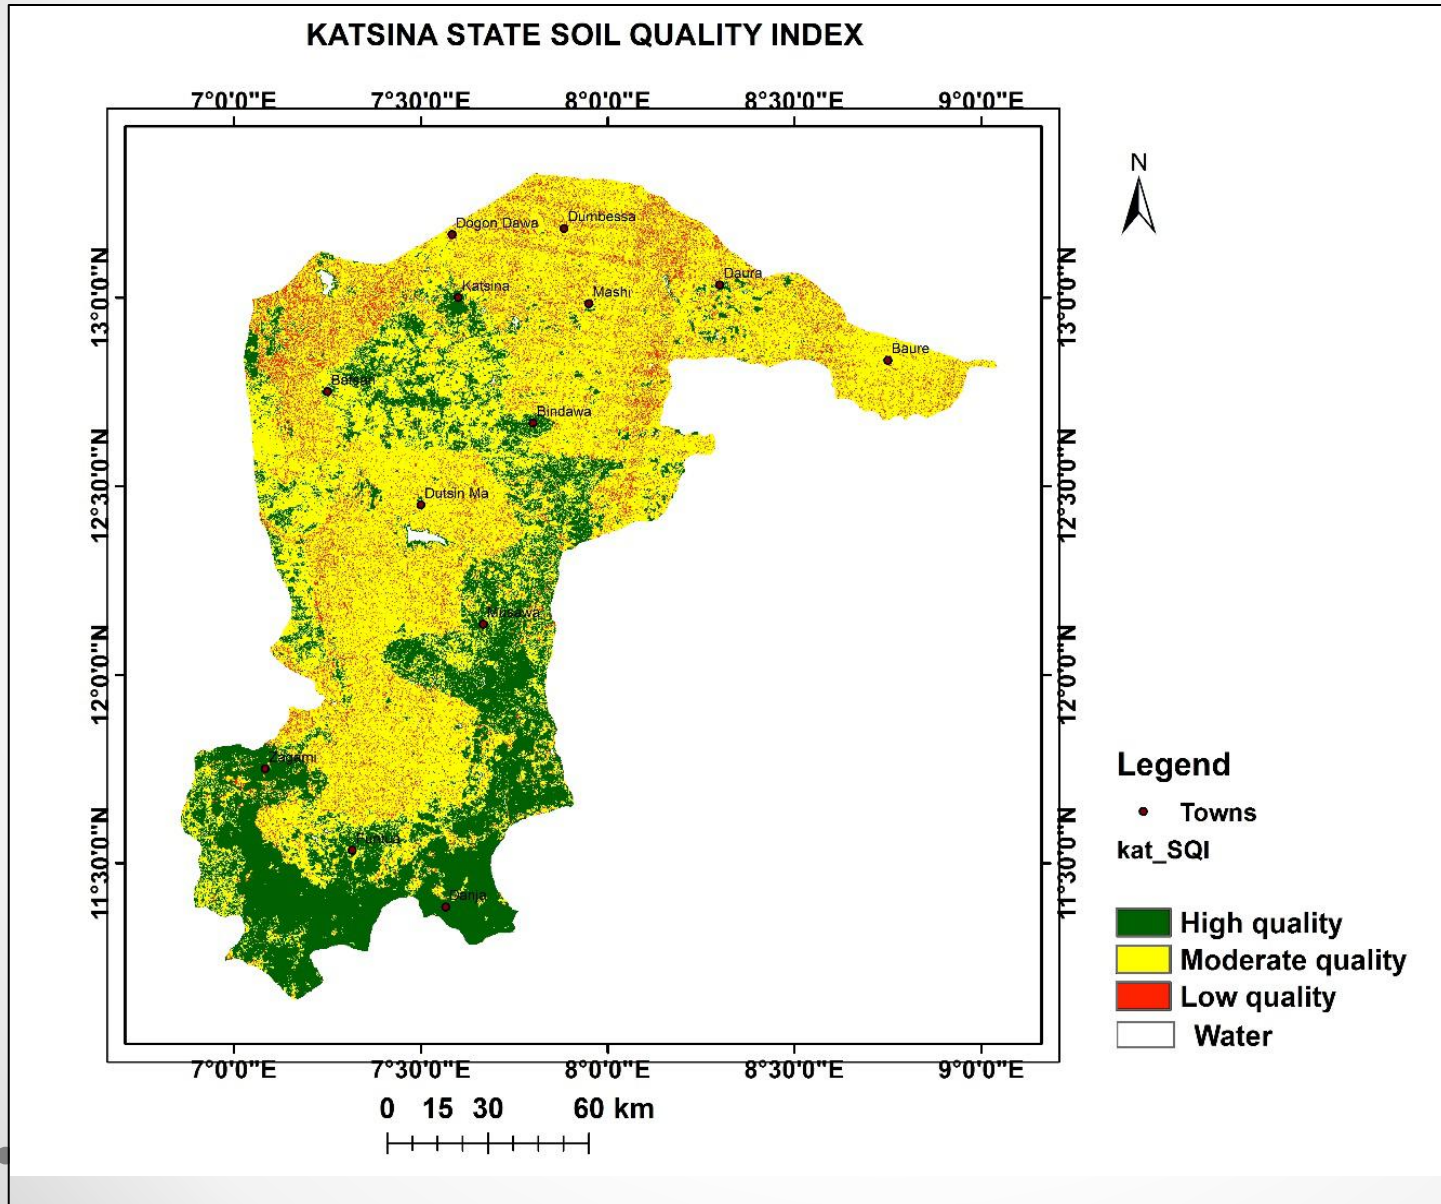 KATSINA STATE SOIL QUALITY INDEX
7°0'0"E 7°30'0"E 8°0'0"E 8°30'0"E 9°0'0"E
Dogon Dawa
Dumbessa
Daura
Katsina
Mashi
13°0'0"N
13°0'0"N
Baure
Bindawa
Dutsin Ma
12°30'0"N
12°30'0"N
Musawa
12°0'0"N
12°0'0"N
Danja
11°30'0"N
11°30'0"N
7°0'0"E 7°30'0"E 8°0'0"E 8°30'0"E 9°0'0"E
0 15 30 60 km
N
Legend
Towns
kat_SQI
High quality
Moderate quality
Low quality
Water